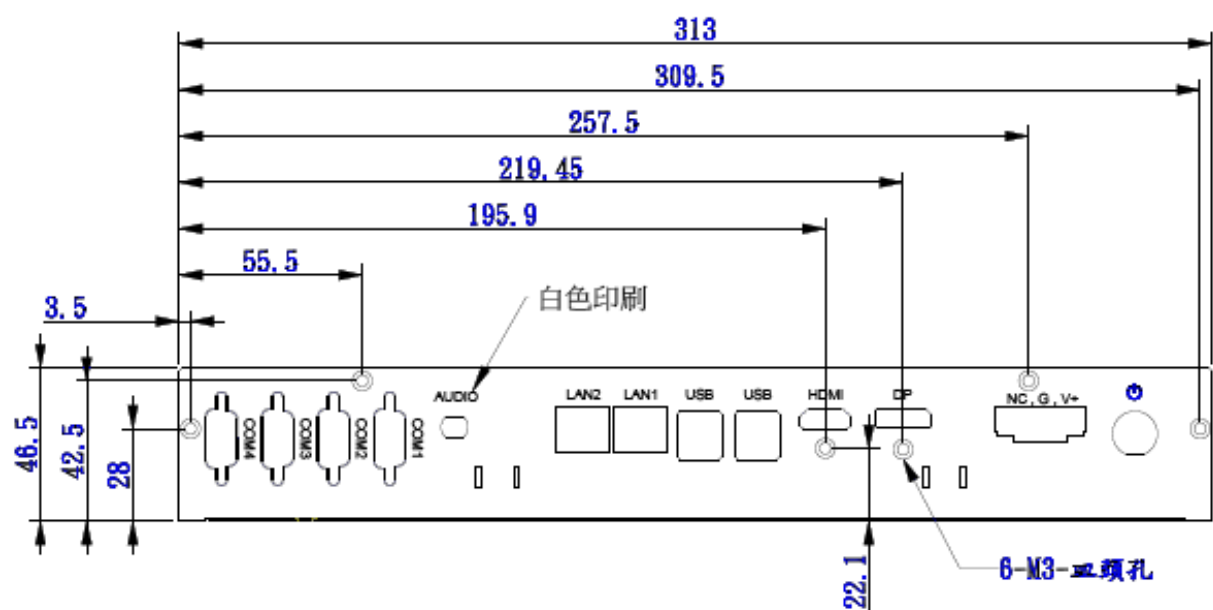 313
309.5
257.5
219.45
195.9
55.5
3.5
白色印刷
46.5
42.5
28
AUDIO
LAN2
LAN1
USB
USB
HDMI
DP
NC, G, V+
COM4
COM3
COM2
COM1
22.1
6-M3-頭孔